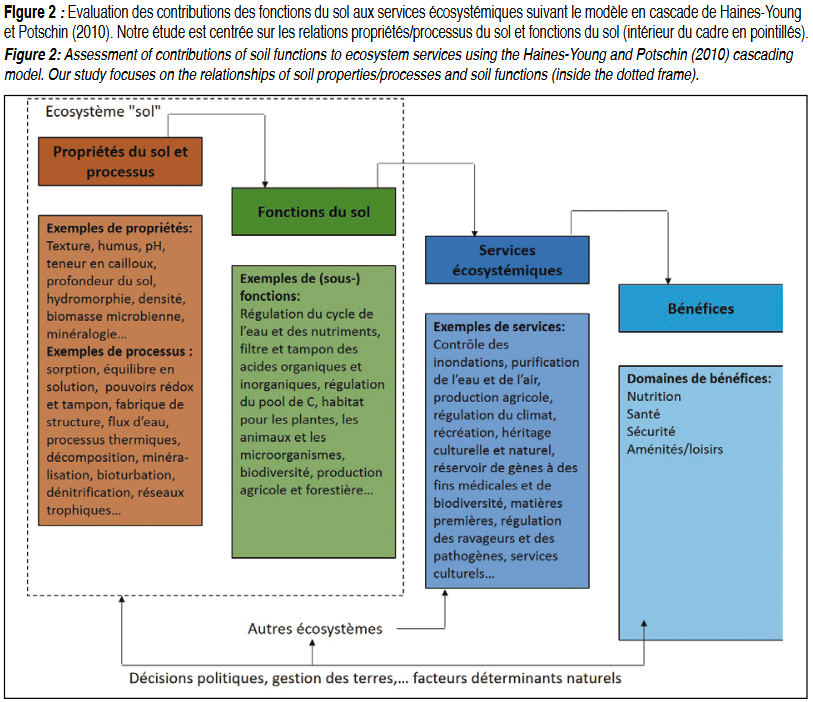 Figure 2 : Evaluation des contributions des fonctions du sol aux services écosystémiques suivant le modèle en cascade de Haines-Young
et Potschin (2010). Notre étude est centrée sur les relations propriétés/processus du sol et fonctions du sol (intérieur du cadre en pointillés).
Figure 2: Assessment of contributions of soil functions to ecosystem services using the Haines-Young and Potschin (2010) cascading
model. Our study focuses on the relationships of soil properties/processes and soil functions (inside the dotted frame).
Ecosystème "sol"
Propriétés du sol et
processus
Exemples de propriétés:
Texture, humus, pH,
teneur en cailloux,
profondeur du sol,
hydromorphie, densité,
biomasse microbienne,
minéralogie...
Exemples de processus :
sorption, équilibre en
solution, pouvoirs rédox
et tampon, fabrique de
structure, flux d'eau,
processus thermiques,
décomposition, minéra-
lisation, bioturbation,
dénitrification, réseaux
trophiques...
Fonctions du sol
Exemples de (sous-)
fonctions:
Régulation du cycle de
l'eau et des nutriments,
filtre et tampon des
acides organiques et
inorganiques, régulation
du pool de C, habitat
pour les plantes, les
animaux et les
microorganismes,
biodiversité, production
agricole et forestière...
Services
écosystémiques
Exemples de services:
Contrôle des
inondations, purification
de l'eau et de l'air,
production agricole,
régulation du climat,
récréation, héritage
culturelle et naturel,
réservoir de gènes à des
fins médicales et de
biodiversité, matières
premières, régulation
des ravageurs et des
pathogènes, services
culturels...
Bénéfices
Domaines de bénéfices:
Nutrition
Santé
Sécurité
Aménités/loisirs
Autres écosystèmes
Décisions politiques, gestion des terres,... facteurs déterminants naturels